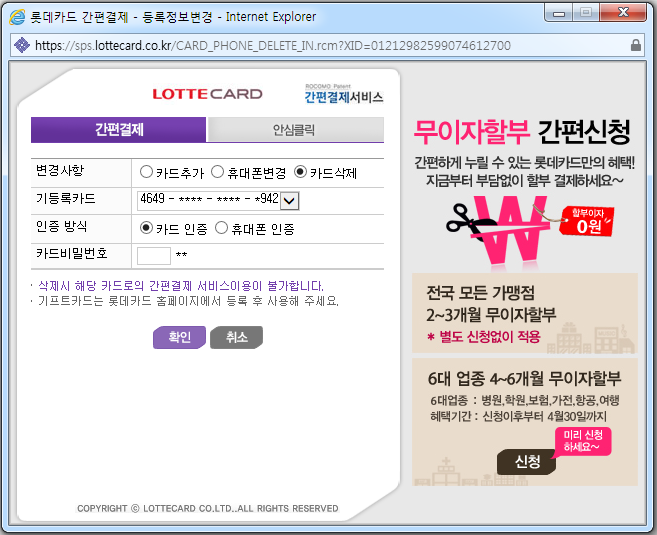 롯데카드 간편결제 - 등록정보변경 - Internet Explorer
https://sps.lottecard.co.kr/CARD_PHONE_DELETE_IN.rcm?XID=01212982599074612700
LOTTE CARD
ROCOMO Patent
간편결제서비스
간편결제 안심클릭
변경사항 카드추가 휴대폰변경 카드삭제
기등록카드 4649 - **** - **** - *942
인증 방식 카드 인증 휴대폰 인증
카드비밀번호 **
· 삭제시 해당 카드로의 간편결제 서비스이용이 불가합니다.
· 기프트카드는 롯데카드 홈페이지에서 등록 후 사용해 주세요.
확인 취소
COPYRIGHT ⓒ LOTTECARD CO.LTD..ALL RIGHTS RESERVED
무이자할부 간편신청
간편하게 누릴 수 있는 롯데카드만의 혜택!
지금부터 부담없이 할부 결제하세요~
₩
할부이자
0원
전국 모든 가맹점
2~3개월 무이자할부
* 별도 신청없이 적용
6대 업종 4~6개월 무이자할부
6대업종 : 병원,학원,보험,가전,항공,여행
혜택기간 : 신청이후부터 4월30일까지
미리 신청
하세요~
신청